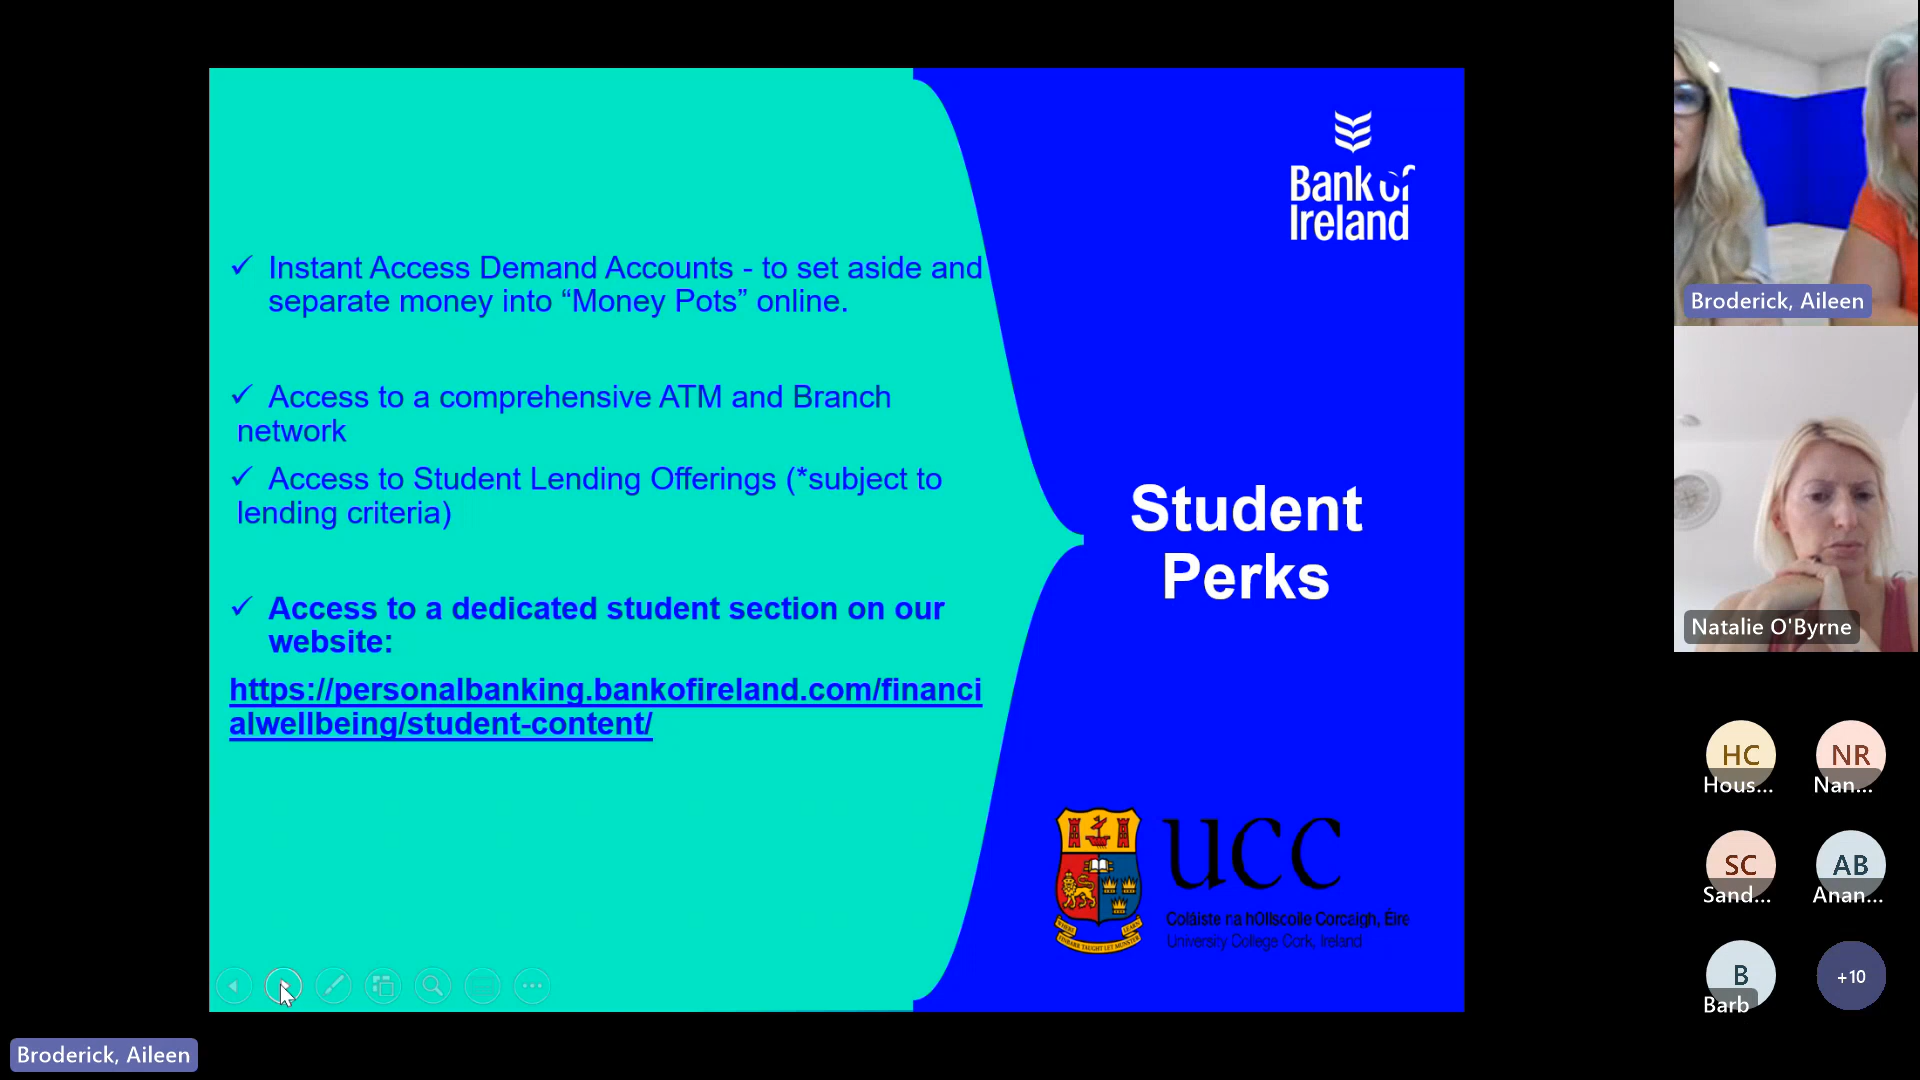 Bank of
Ireland
✓ Instant Access Demand Accounts - to set aside and
separate money into “Money Pots” online.
✓ Access to a comprehensive ATM and Branch
network
✓ Access to Student Lending Offerings (*subject to
lending criteria)
✓ Access to a dedicated student section on our
website:
https://personalbanking.bankofireland.com/financi
alwellbeing/student-content/
Student
Perks
UCC
Coláiste na hOllscoile Corcaigh, Éire
University College Cork, Ireland
Broderick, Aileen
Broderick, Aileen
Natalie O'Byrne
HC
Hous...
NR
Nan...
SC
Sand...
AB
Anan...
B
Barb
+10